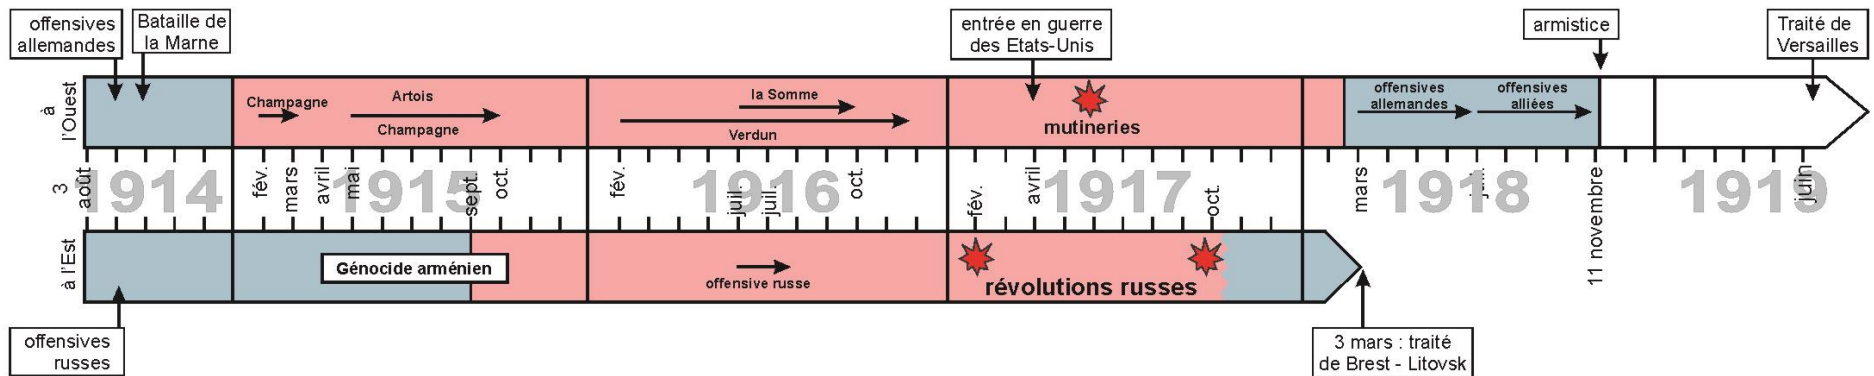 offensives
allemandes
Bataille de
la Marne
entrée en guerre
des Etats-Unis
armistice
Traité de
Versailles
à
l'Ouest
Champagne
Artois
Champagne
la Somme
Verdun
mutineries
offensives
allemandes
offensives
alliées
3
août
1914
fév.
mars
avril
mai
1915
sept.
oct.
fév.
1916
juil.
juil.
oct.
fév.
avril
1917
oct.
mars
1918
11 novembre
1919
juin
à l'Est
Génocide arménien
offensive russe
révolutions russes
offensives
russes
3 mars : traité
de Brest - Litovsk